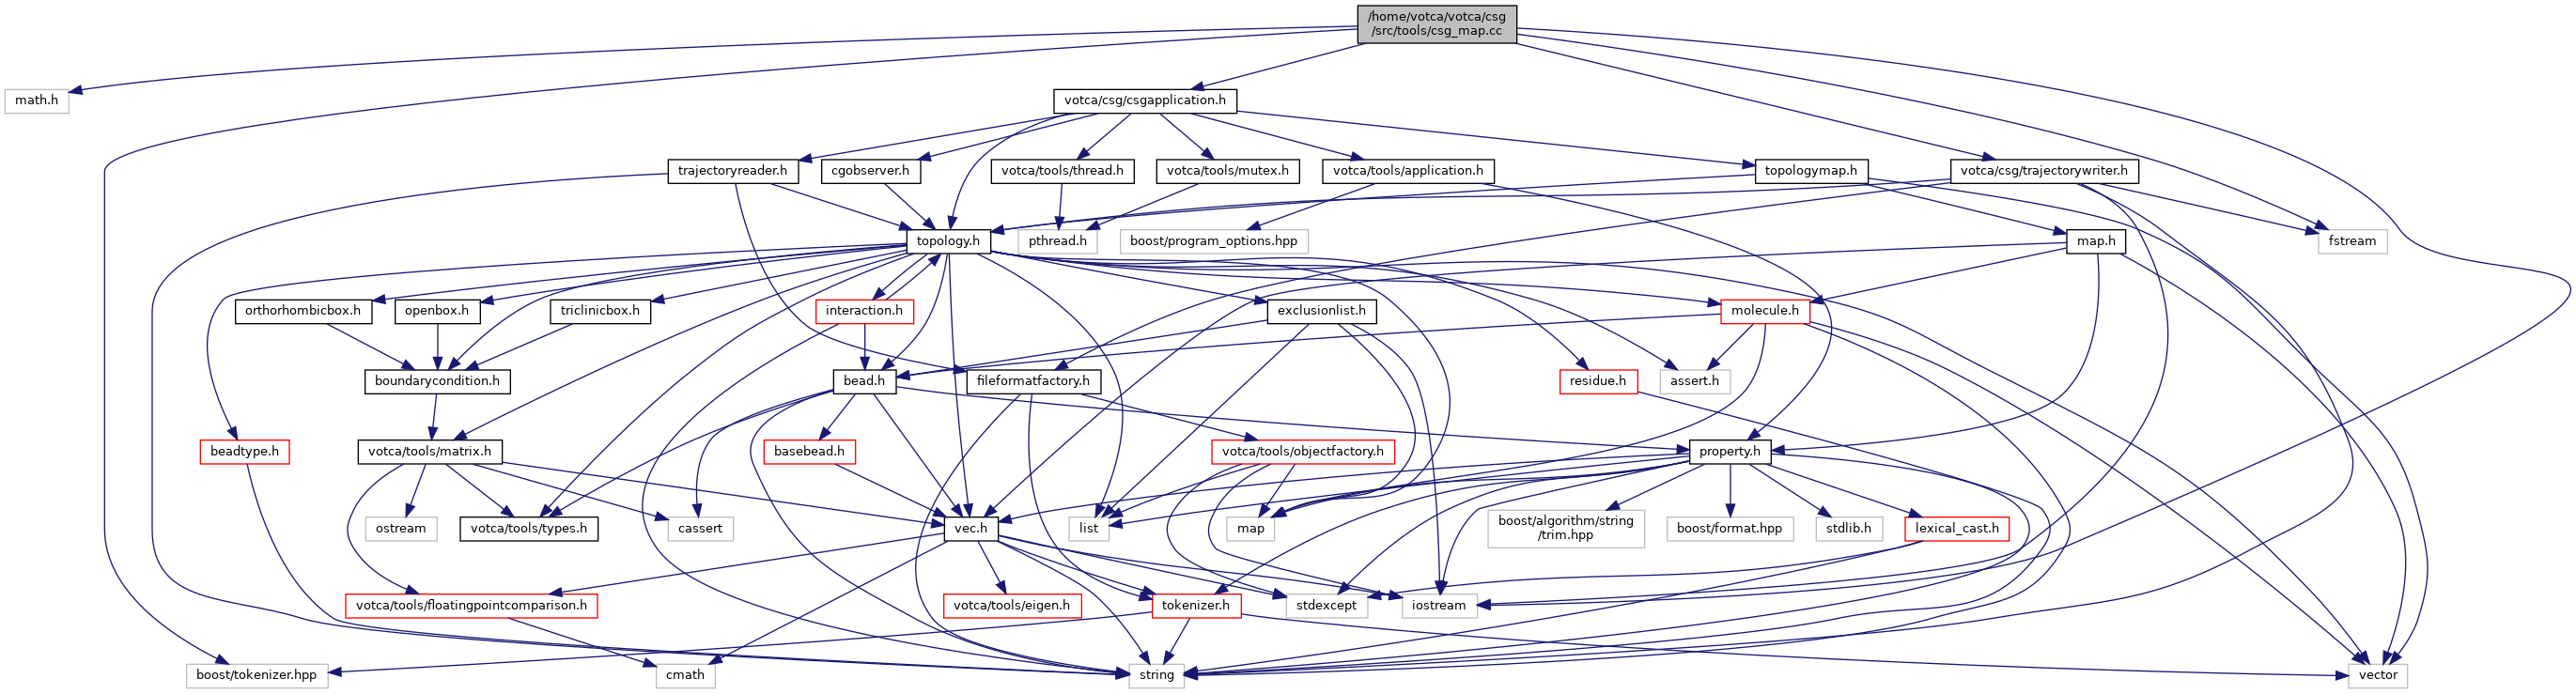 /home/votca/votca/csg
/src/tools/csg_map.cc
math.h
votca/csg/csgapplication.h
trajectoryreader.h
cgobserver.h
votca/tools/thread.h
votca/tools/mutex.h
votca/tools/application.h
topologymap.h
votca/csg/trajectorywriter.h
topology.h
pthread.h
boost/program_options.hpp
map.h
fstream
orthorhombicbox.h
openbox.h
triclinicbox.h
interaction.h
exclusionlist.h
molecule.h
boundarycondition.h
bead.h
fileformatfactory.h
residue.h
assert.h
beadtype.h
votca/tools/matrix.h
basebead.h
votca/tools/objectfactory.h
property.h
ostream
votca/tools/types.h
cassert
vec.h
list
map
boost/algorithm/string
/trim.hpp
boost/format.hpp
stdlib.h
lexical_cast.h
votca/tools/floatingpointcomparison.h
votca/tools/eigen.h
tokenizer.h
stdexcept
iostream
boost/tokenizer.hpp
cmath
string
vector